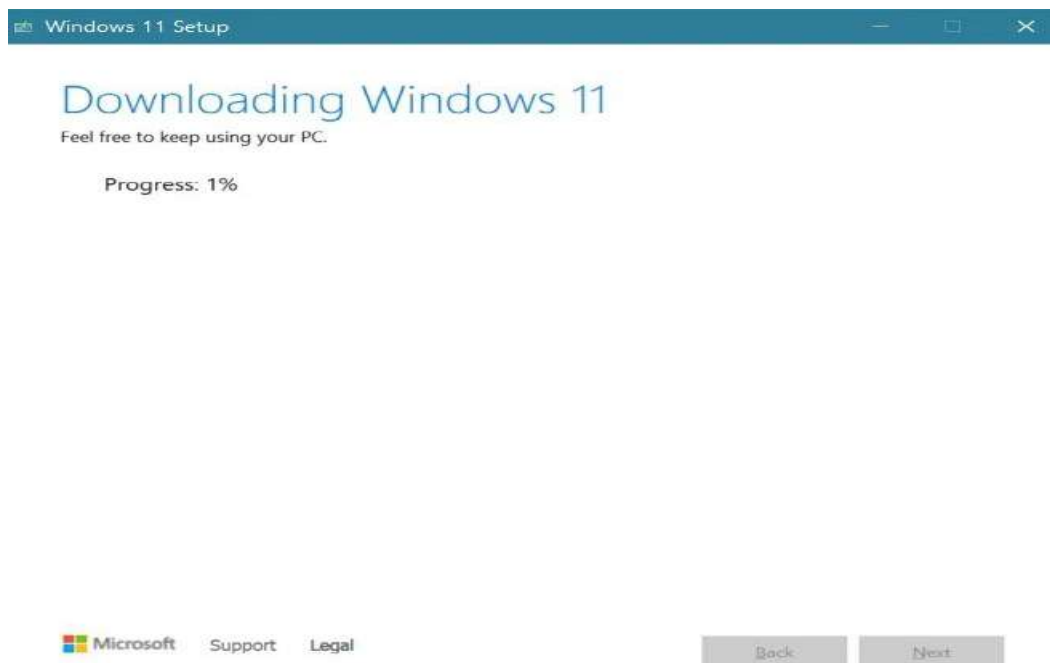 Windows 11 Setup
Downloading Windows 11
Feel free to keep using your PC.
Progress: 1%
Microsoft Support Legal Back Next